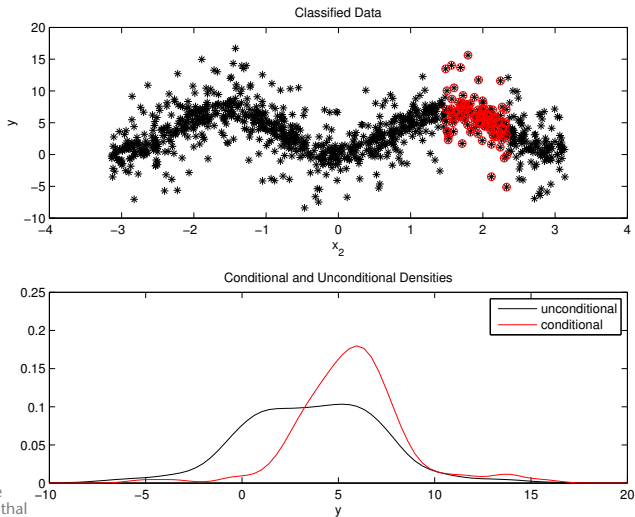 Classified Data
20
15
10
5
0
−5
−10
y
−4 −3 −2 −1 0 1 2 3 4
x2
Conditional and Unconditional Densities
0.25
0.2
0.15
0.1
0.05
0
unconditional
conditional
−10 −5 0 5 10 15 20
y
e
thal